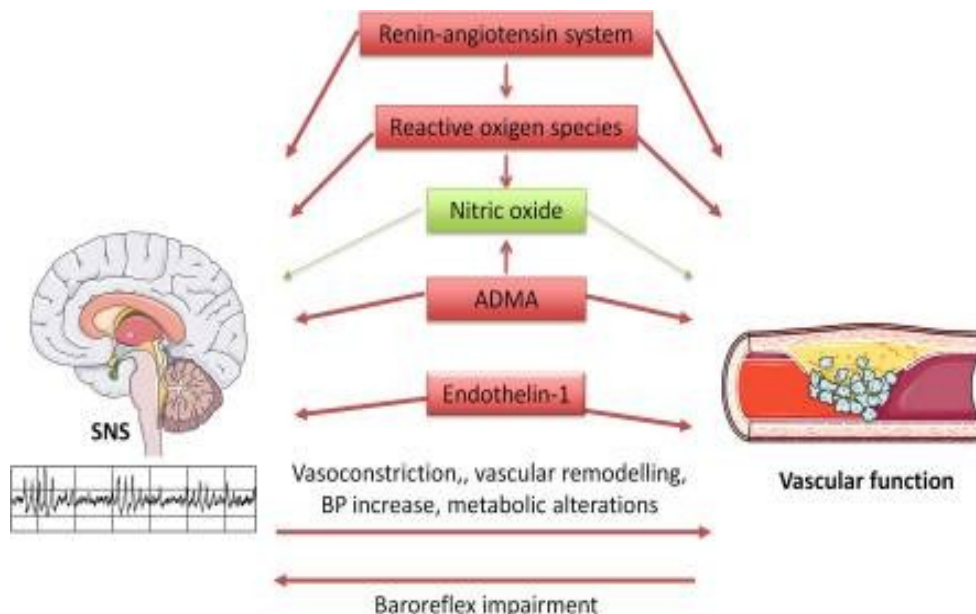 Renin-angiotensin system
Reactive oxigen species
Nitric oxide
ADMA
Endothelin-1
SNS
Vasoconstriction,, vascular remodelling,
BP increase, metabolic alterations
Vascular function
Baroreflex impairment